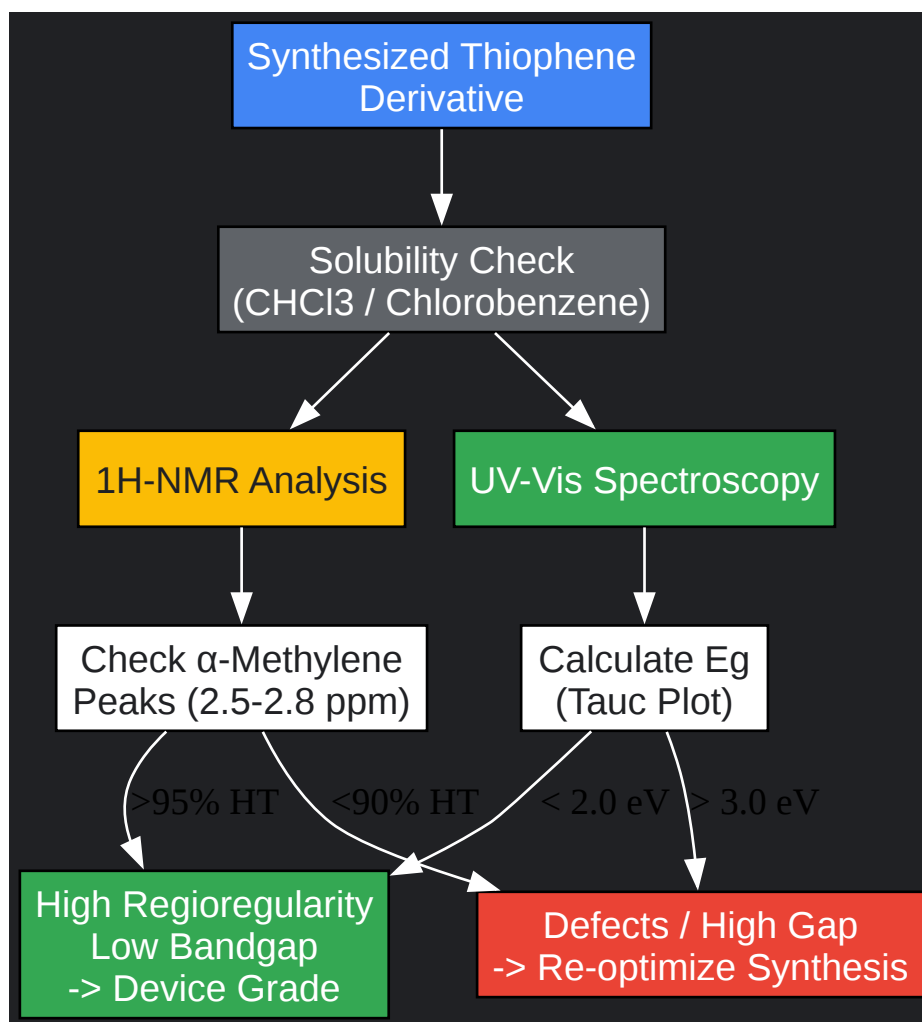 Synthesized Thiophene
Derivative
Solubility Check
(CHCl3 / Chlorobenzene)
1H-NMR Analysis
UV-Vis Spectroscopy
Check α-Methylene
Peaks (2.5-2.8 ppm)
Calculate Eg
(Tauc Plot)
>95% HT
<90% HT
< 2.0 eV
> 3.0 eV
High Regioregularity
Low Bandgap
-> Device Grade
Defects / High Gap
-> Re-optimize Synthesis